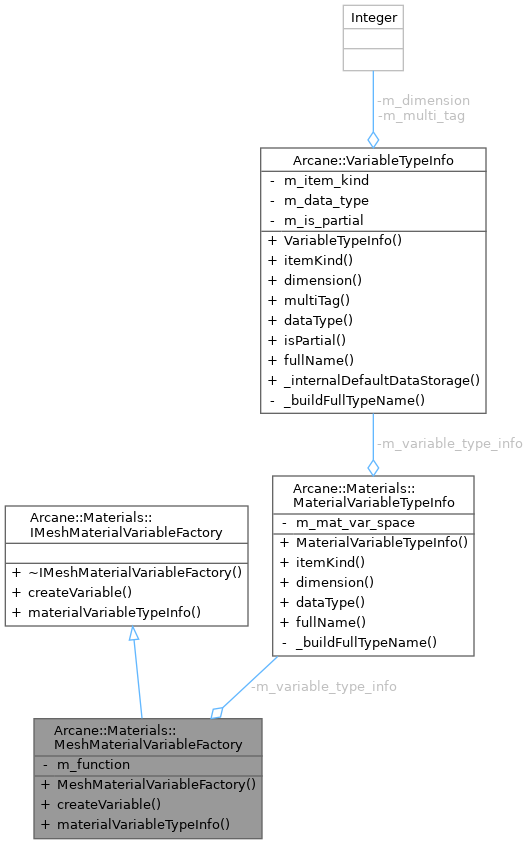 Integer
-m_dimension
-m_multi_tag
Arcane::VariableTypeInfo
- m_item_kind
- m_data_type
- m_is_partial
+ VariableTypeInfo()
+ itemKind()
+ dimension()
+ multiTag()
+ dataType()
+ isPartial()
+ fullName()
+ _internalDefaultDataStorage()
- _buildFullTypeName()
-m_variable_type_info
Arcane::Materials::
MaterialVariableTypeInfo
- m_mat_var_space
+ MaterialVariableTypeInfo()
+ itemKind()
+ dimension()
+ dataType()
+ fullName()
- _buildFullTypeName()
Arcane::Materials::
IMeshMaterialVariableFactory
+ ~IMeshMaterialVariableFactory()
+ createVariable()
+ materialVariableTypeInfo()
-m_variable_type_info
Arcane::Materials::
MeshMaterialVariableFactory
- m_function
+ MeshMaterialVariableFactory()
+ createVariable()
+ materialVariableTypeInfo()